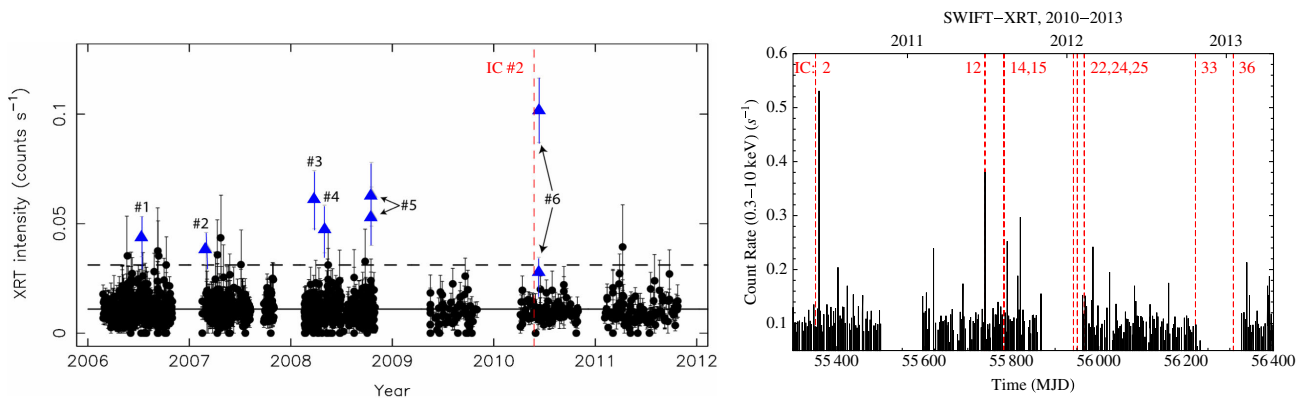 IC #2
#1
#2
#3
#4
#5
#6
0.1
0.05
0
XRT intensity (counts s⁻¹)
2006 2007 2008 2009 2010 2011 2012
Year
SWIFT−XRT, 2010−2013
2011 2012 2013
IC: 2 12 14,15 22,24,25 33 36
0.6
0.5
0.4
0.3
0.2
0.1
Count Rate (0.3−10 keV) (s⁻¹)
55 400 55 600 55 800 56 000 56 200 56 400
Time (MJD)